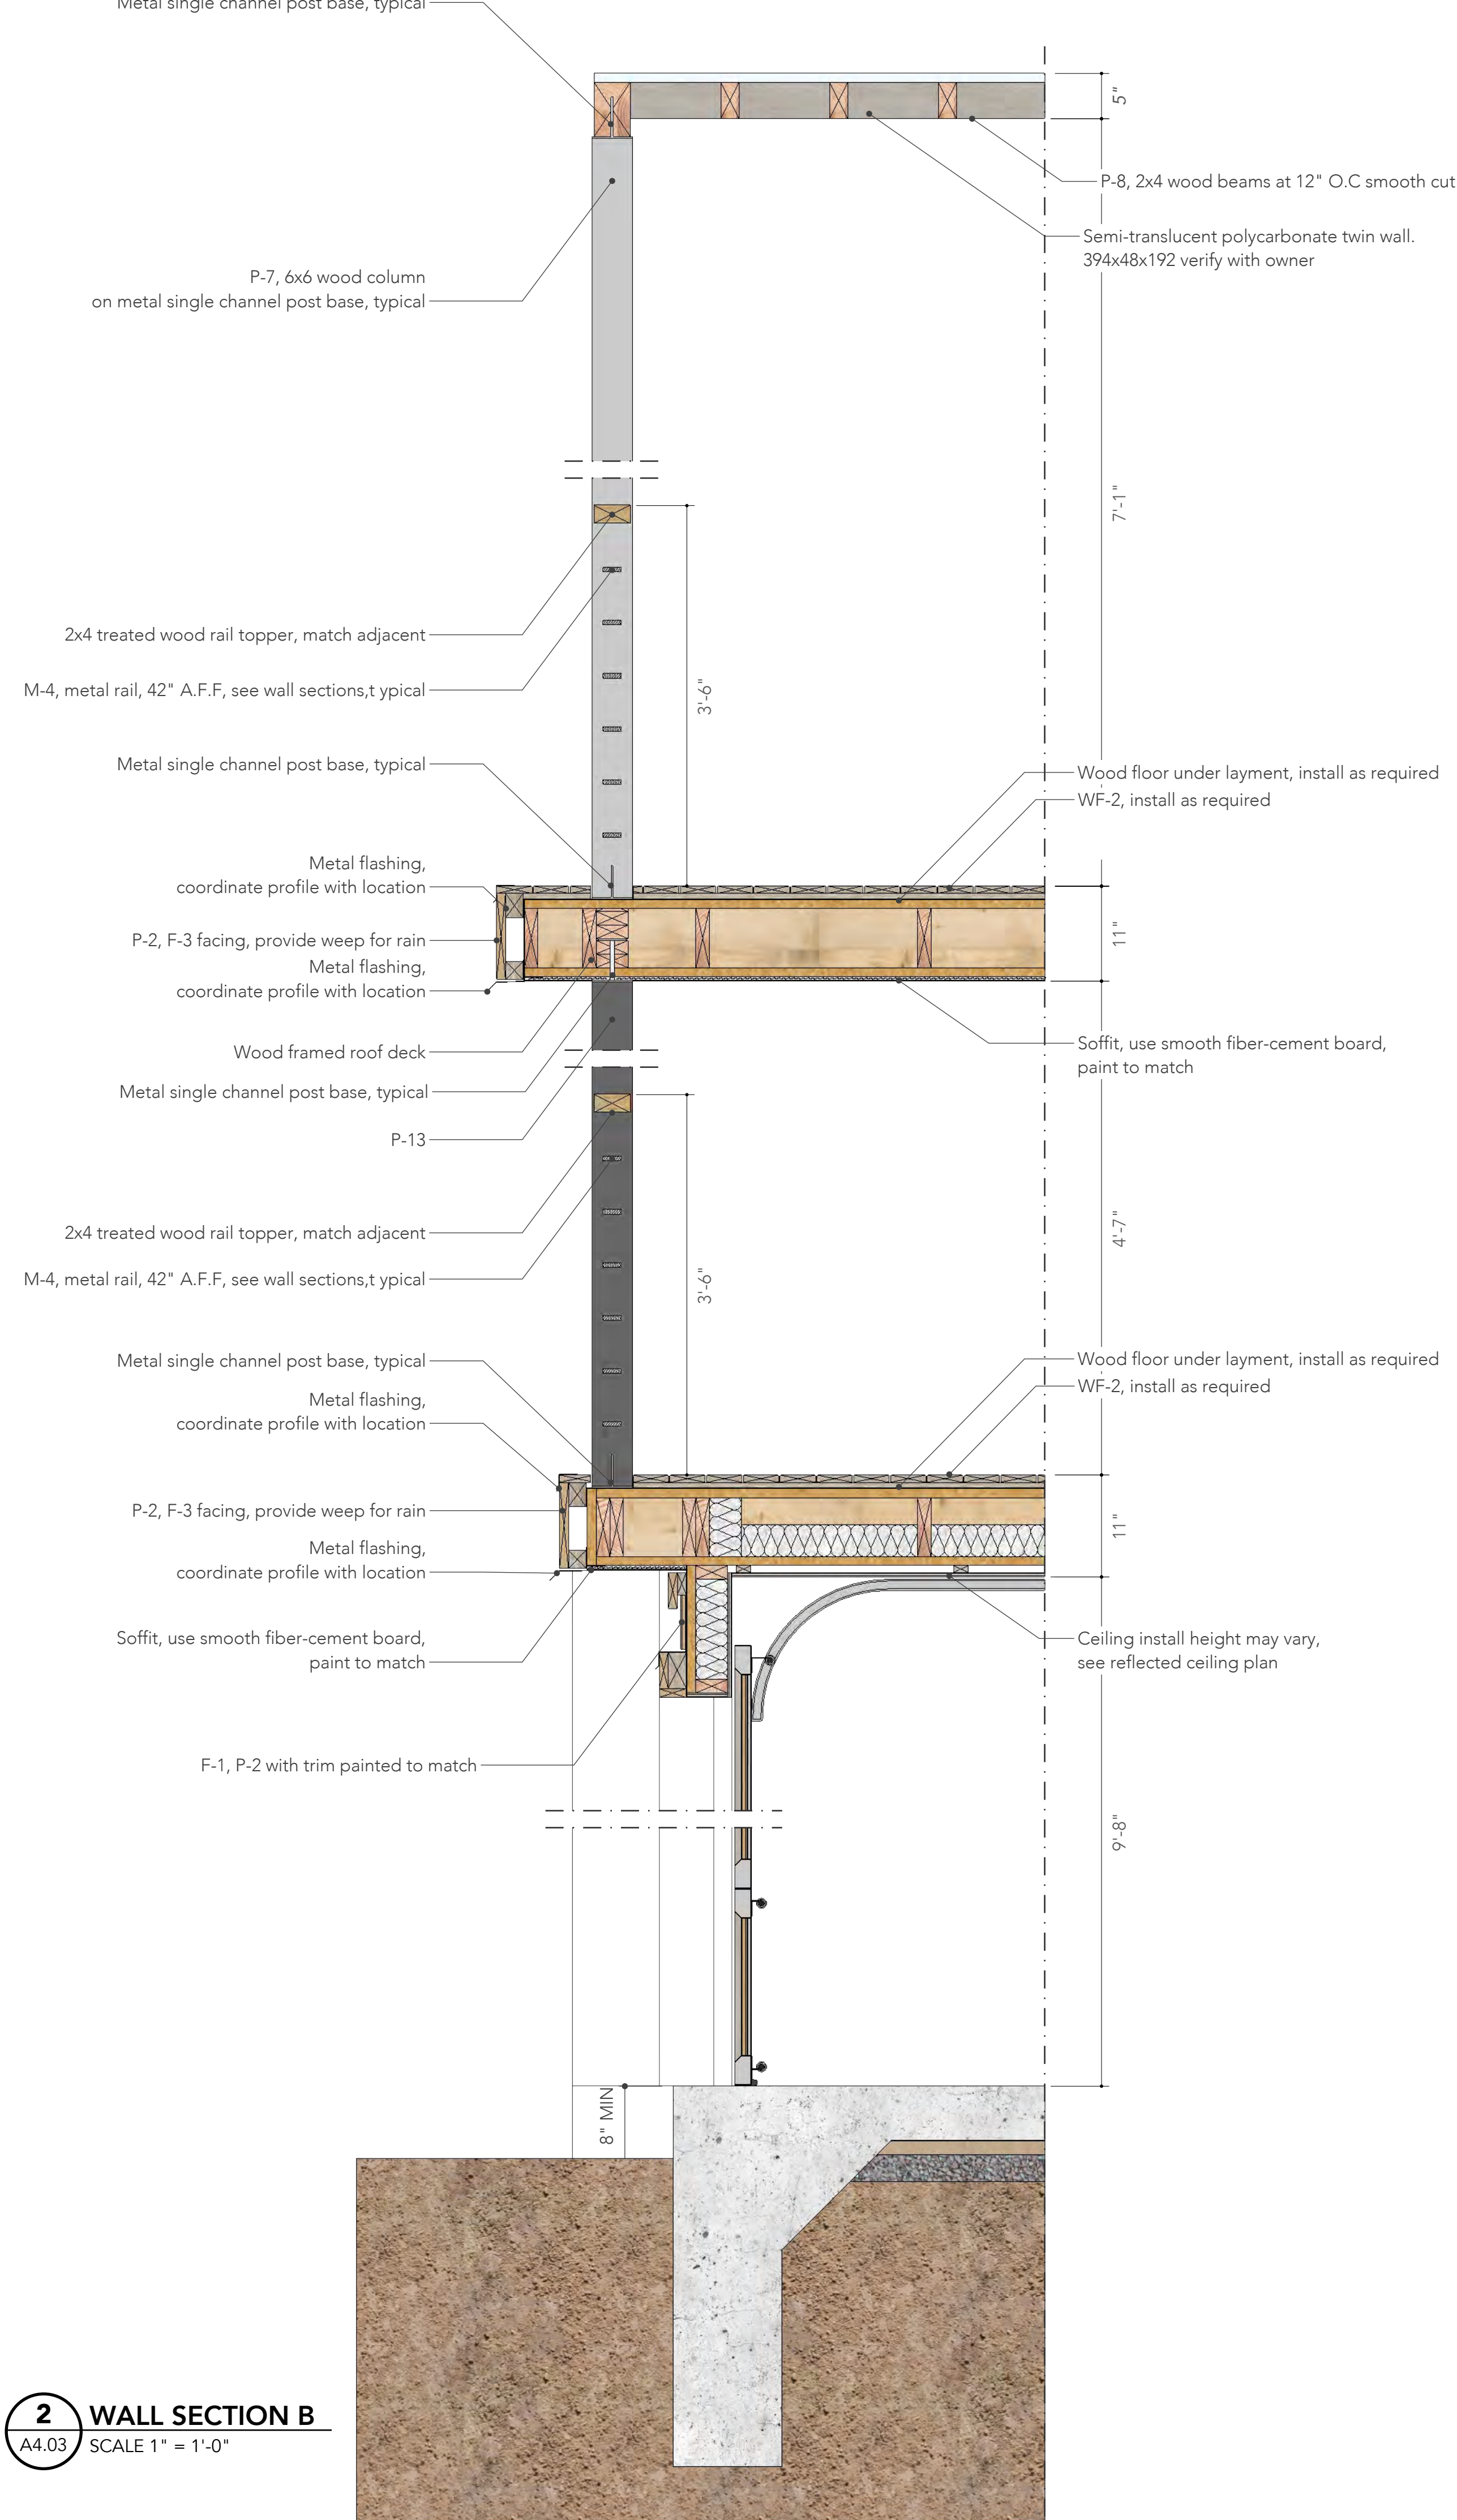 Metal single channel post base, typical
5"
P-8, 2x4 wood beams at 12" O.C smooth cut
Semi-translucent polycarbonate twin wall.
394x48x192 verify with owner
P-7, 6x6 wood column
on metal single channel post base, typical
7'-1"
2x4 treated wood rail topper, match adjacent
M-4, metal rail, 42" A.F.F, see wall sections,t ypical
3'-6"
Metal single channel post base, typical
Wood floor under layment, install as required
WF-2, install as required
Metal flashing,
coordinate profile with location
P-2, F-3 facing, provide weep for rain
11"
Metal flashing,
coordinate profile with location
Wood framed roof deck
Soffit, use smooth fiber-cement board,
paint to match
Metal single channel post base, typical
P-13
2x4 treated wood rail topper, match adjacent
4'-7"
M-4, metal rail, 42" A.F.F, see wall sections,t ypical
3'-6"
Metal single channel post base, typical
Wood floor under layment, install as required
WF-2, install as required
Metal flashing,
coordinate profile with location
P-2, F-3 facing, provide weep for rain
11"
Metal flashing,
coordinate profile with location
Soffit, use smooth fiber-cement board,
paint to match
Ceiling install height may vary,
see reflected ceiling plan
F-1, P-2 with trim painted to match
9'-8"
8" MIN
2
WALL SECTION B
A4.03
SCALE 1" = 1'-0"